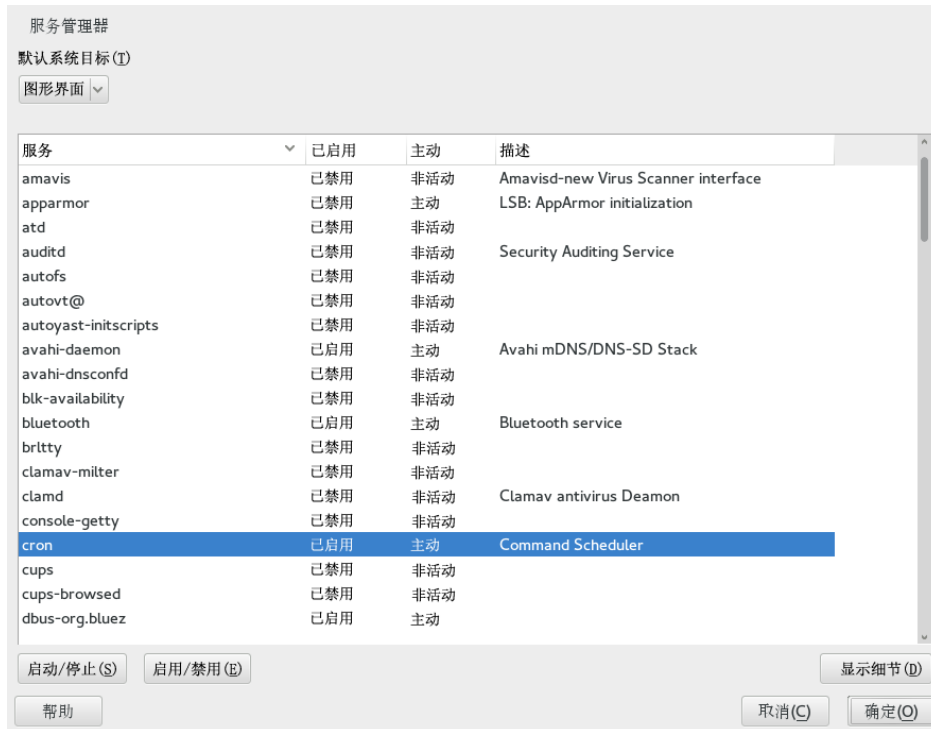 服务管理器
默认系统目标(T)
图形界面
服务 已启用 主动 描述
amavis 已禁用 非活动 Amavisd-new Virus Scanner interface
apparmor 已禁用 主动 LSB: AppArmor initialization
atd 已禁用 非活动
auditd 已禁用 非活动 Security Auditing Service
autofs 已禁用 非活动
autovt@ 已禁用 非活动
autoyast-initscripts 已禁用 非活动
avahi-daemon 已启用 主动 Avahi mDNS/DNS-SD Stack
avahi-dnsconfd 已禁用 非活动
blk-availability 已禁用 非活动
bluetooth 已启用 主动 Bluetooth service
brltty 已禁用 非活动
clamav-milter 已禁用 非活动
clamd 已禁用 非活动 Clamav antivirus Deamon
console-getty 已禁用 非活动
cron 已启用 主动 Command Scheduler
cups 已禁用 非活动
cups-browsed 已禁用 非活动
dbus-org.bluez 已启用 主动
启动/停止(S) 启用/禁用(E) 显示细节(D)
帮助 取消(C) 确定(O)